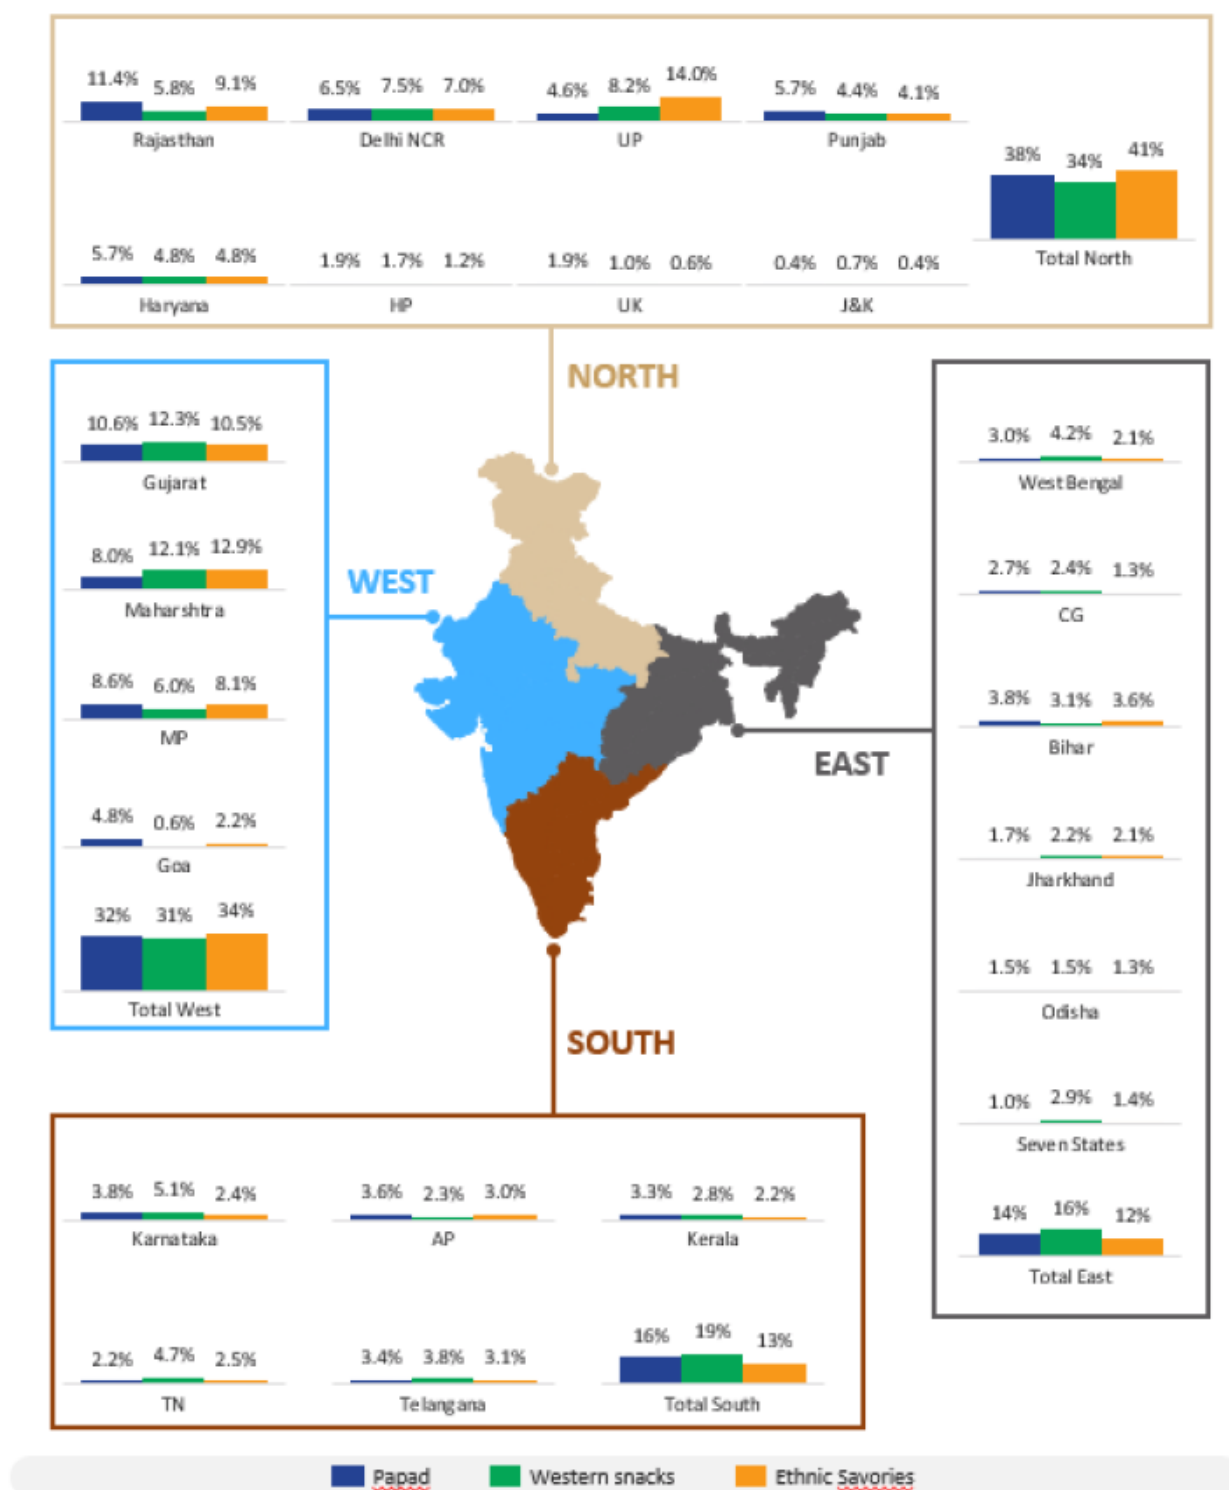 11.4% 5.8% 9.1%
Rajasthan
6.5% 7.5% 7.0%
Delhi NCR
4.6% 8.2% 14.0%
UP
5.7% 4.4% 4.1%
Punjab
38% 34% 41%
Total North
5.7% 4.8% 4.8%
Haryana
1.9% 1.7% 1.2%
HP
1.9% 1.0% 0.6%
UK
0.4% 0.7% 0.4%
J&K
NORTH
10.6% 12.3% 10.5%
Gujarat
8.0% 12.1% 12.9%
Maharshtra
8.6% 6.0% 8.1%
MP
4.8% 0.6% 2.2%
Goa
32% 31% 34%
Total West
WEST
3.0% 4.2% 2.1%
West Bengal
2.7% 2.4% 1.3%
CG
3.8% 3.1% 3.6%
Bihar
1.7% 2.2% 2.1%
Jharkhand
1.5% 1.5% 1.3%
Odisha
1.0% 2.9% 1.4%
Seven States
14% 16% 12%
Total East
EAST
SOUTH
3.8% 5.1% 2.4%
Karnataka
3.6% 2.3% 3.0%
AP
3.3% 2.8% 2.2%
Kerala
2.2% 4.7% 2.5%
TN
3.4% 3.8% 3.1%
Telangana
16% 19% 13%
Total South
Papad Western snacks Ethnic Savories